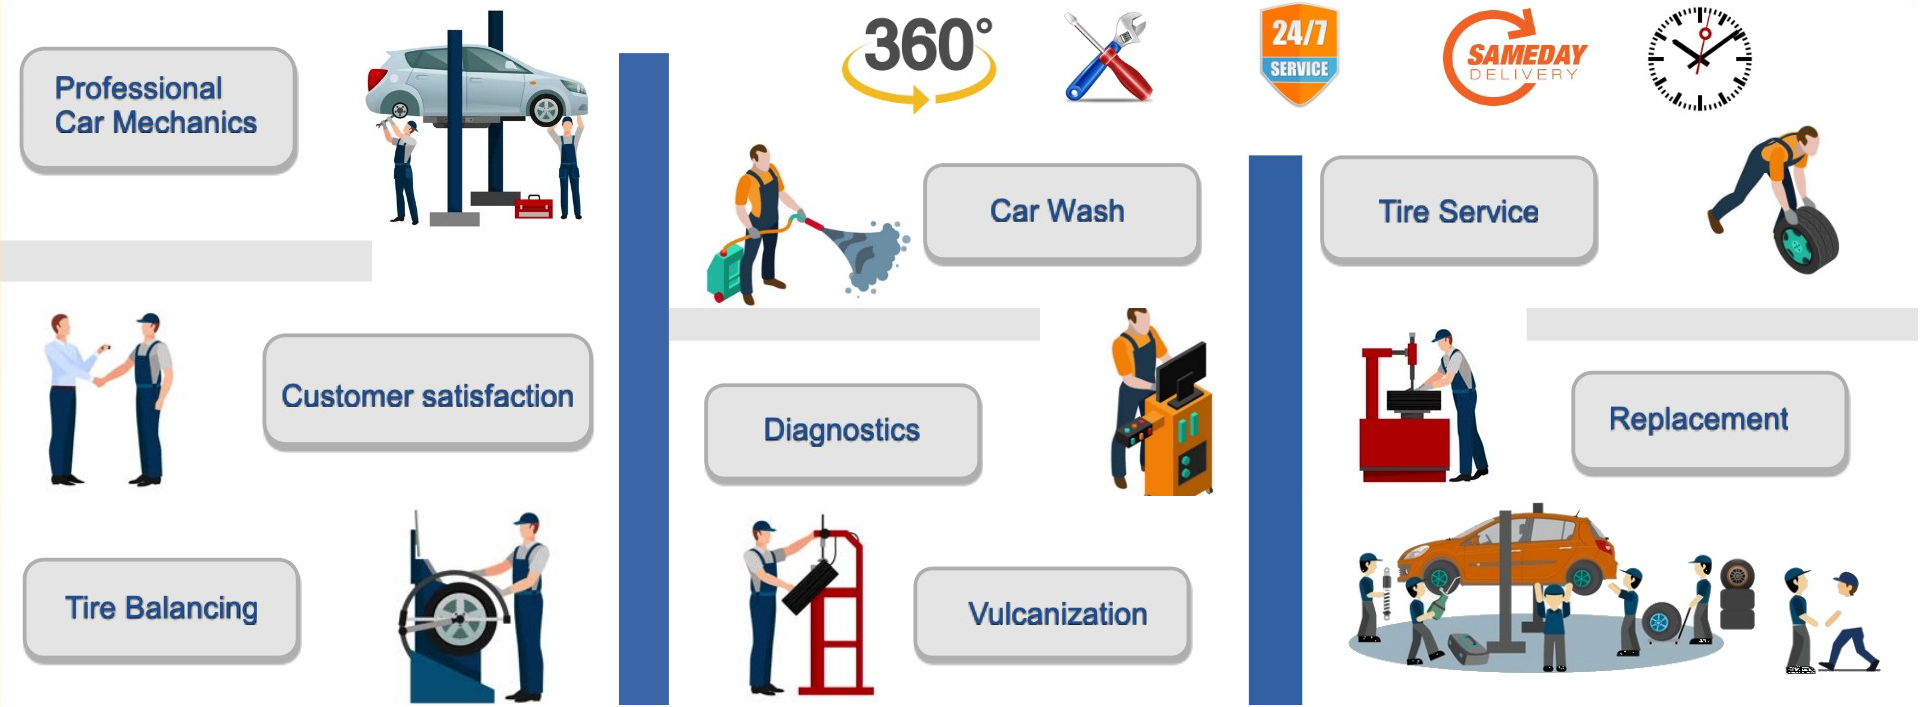 Professional
Car Mechanics
Customer satisfaction
Tire Balancing
360°
24/7
SERVICE
SAMEDAY
DELIVERY
Car Wash
Diagnostics
Vulcanization
Tire Service
Replacement